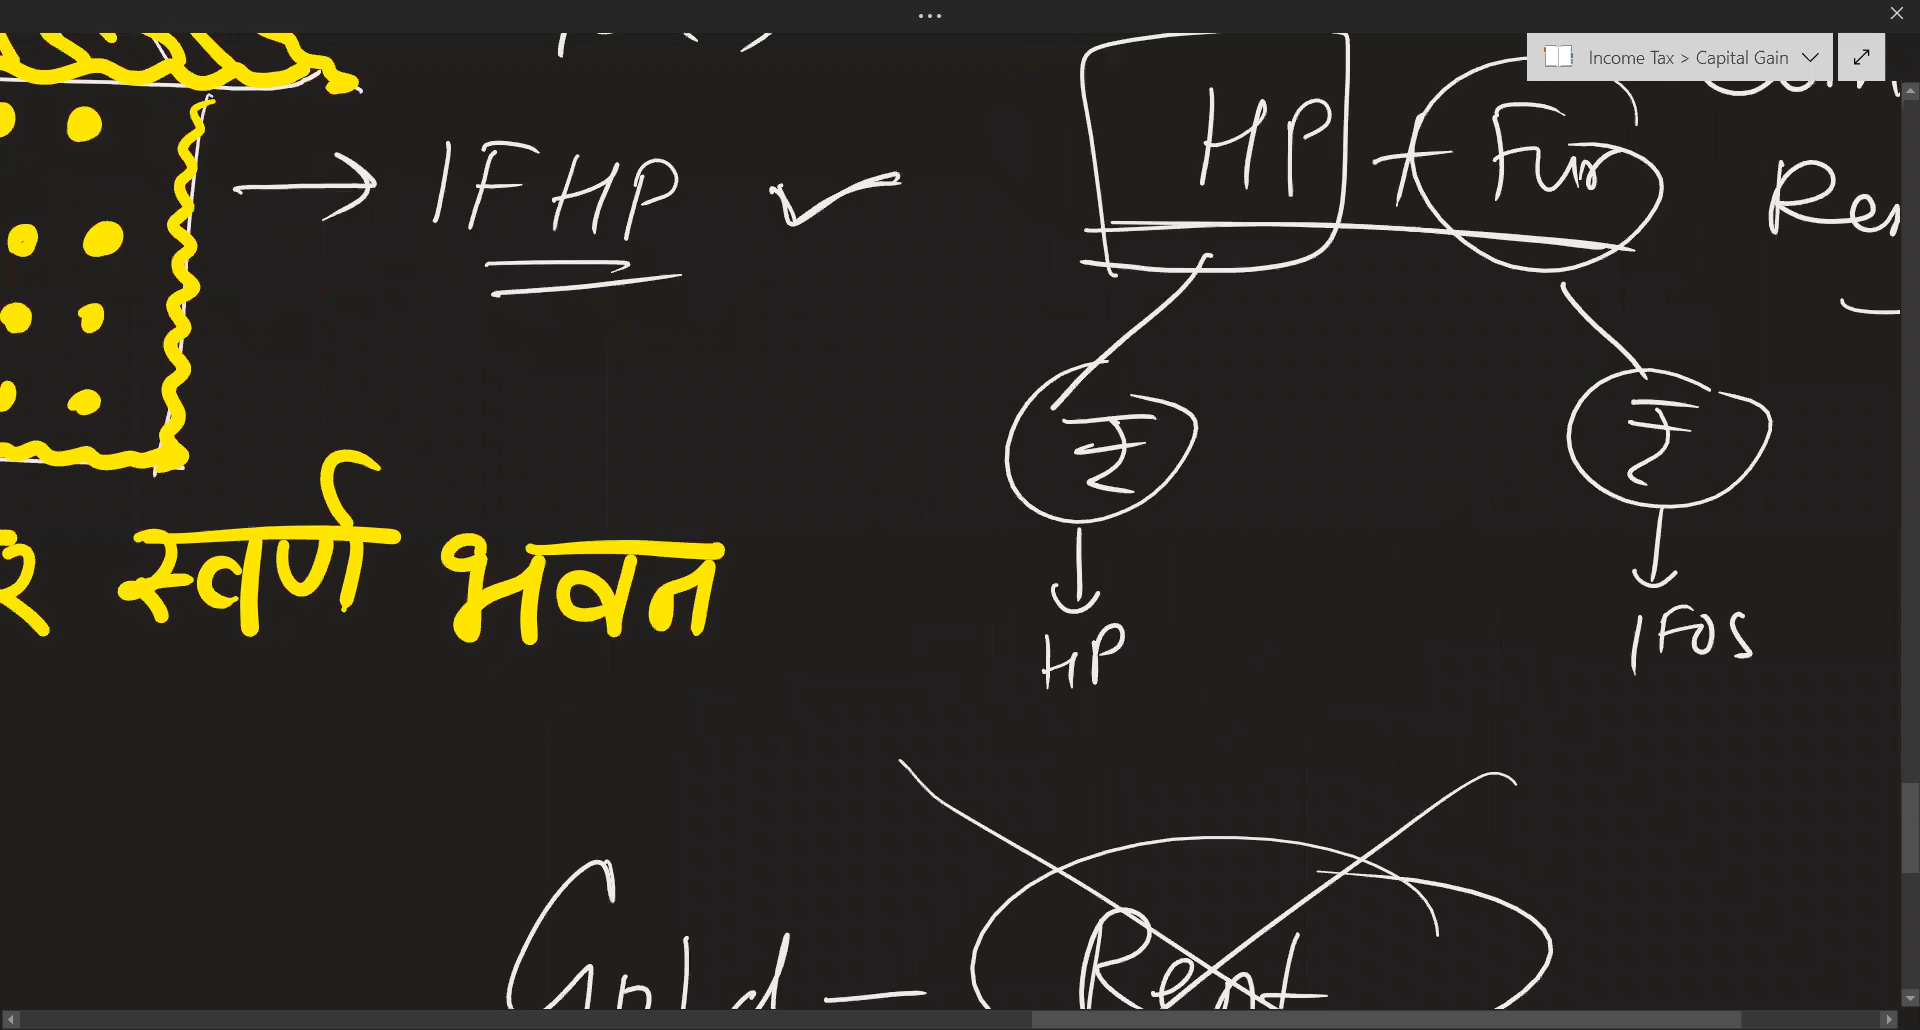 Income Tax > Capital Gain
→ IFHP ✓
HP + Fur
₹ ₹
HP IFOS
स्वर्ण भवन
Gold — Rent